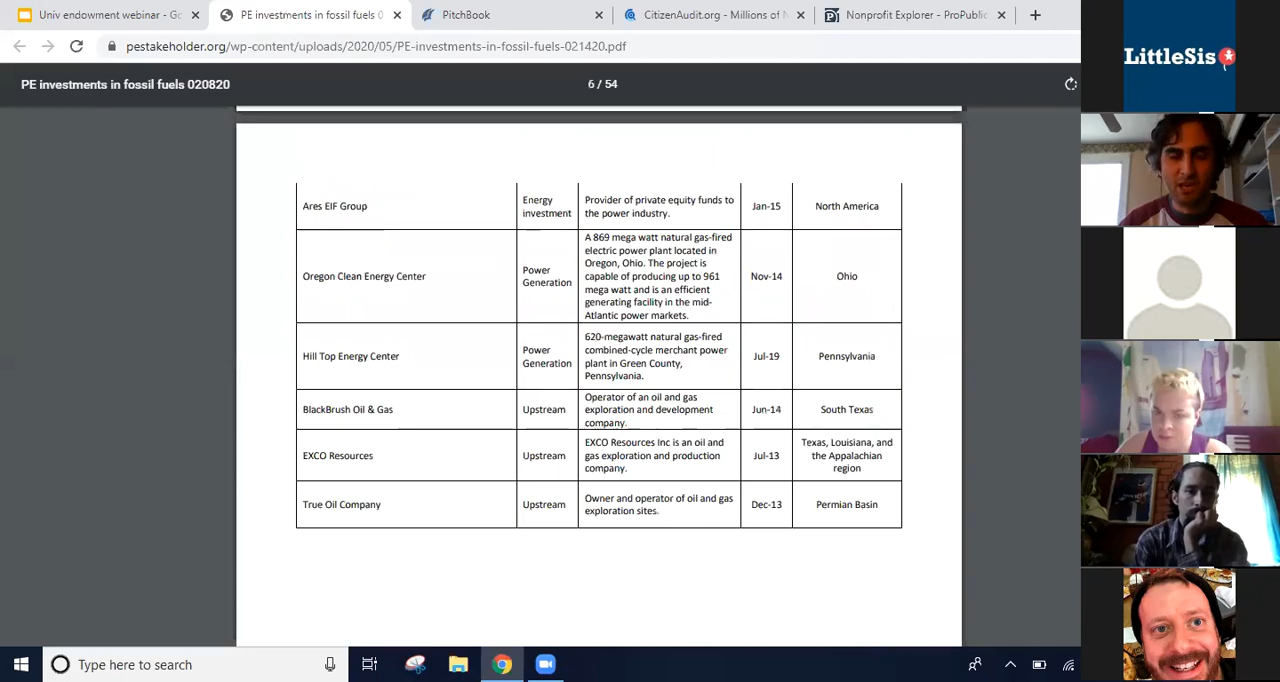 Univ endowment webinar - Go
PE investments in fossil fuels 0
PitchBook
CitizenAudit.org - Millions of N
Nonprofit Explorer - ProPublic
pestakeholder.org/wp-content/uploads/2020/05/PE-investments-in-fossil-fuels-021420.pdf
PE investments in fossil fuels 020820
6 / 54
LittleSis
Ares EIF Group
Energy
investment
Provider of private equity funds to
the power industry.
Jan-15
North America
Oregon Clean Energy Center
Power
Generation
A 869 mega watt natural gas-fired
electric power plant located in
Oregon, Ohio. The project is
capable of producing up to 961
mega watt and is an efficient
generating facility in the mid-
Atlantic power markets.
Nov-14
Ohio
Hill Top Energy Center
Power
Generation
620-megawatt natural gas-fired
combined-cycle merchant power
plant in Green County,
Pennsylvania.
Jul-19
Pennsylvania
BlackBrush Oil & Gas
Upstream
Operator of an oil and gas
exploration and development
company.
Jun-14
South Texas
EXCO Resources
Upstream
EXCO Resources Inc is an oil and
gas exploration and production
company.
Jul-13
Texas, Louisiana, and
the Appalachian
region
True Oil Company
Upstream
Owner and operator of oil and gas
exploration sites.
Dec-13
Permian Basin
Type here to search